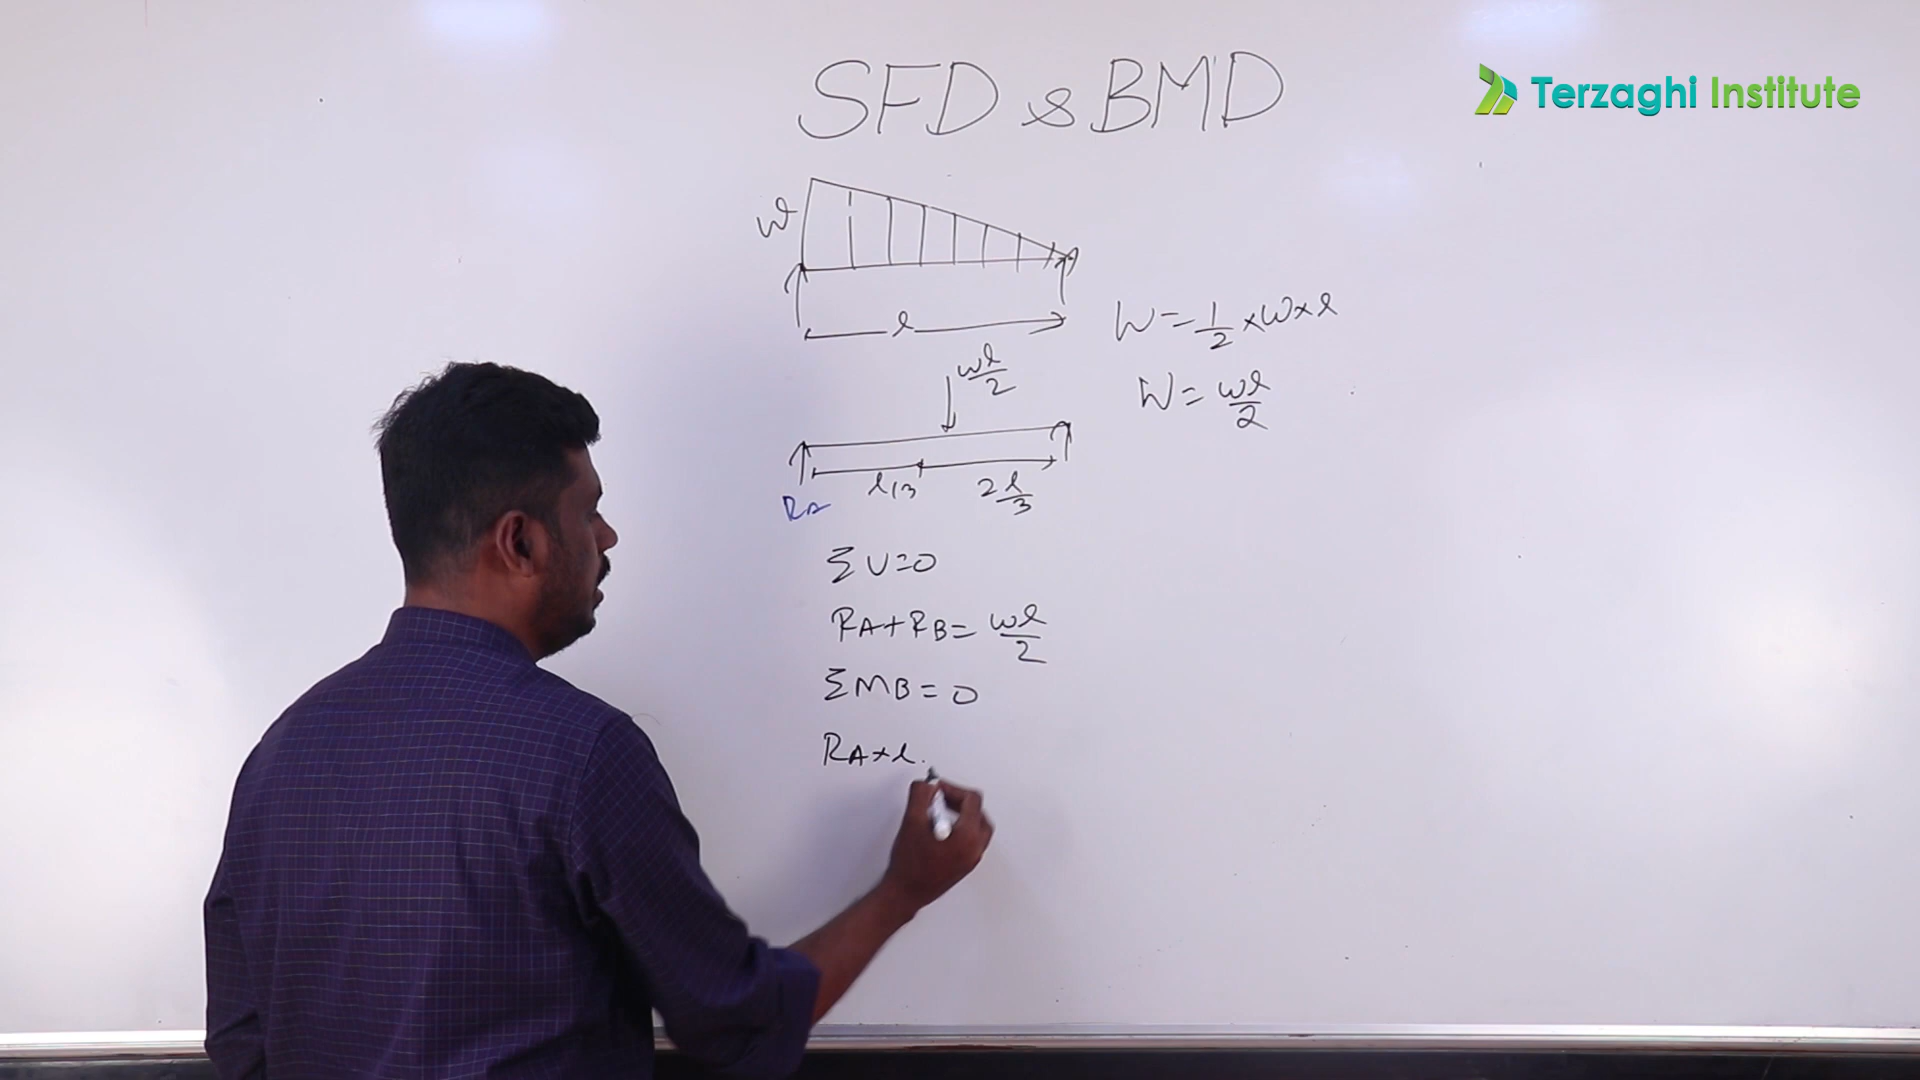 SFD & BMD
Terzaghi Institute
w
l
W = 1/2 × w × l
wl/2
W = wl/2
l/3
2l/3
RA
ΣV=0
RA+RB= wl/2
ΣMB= 0
RA×l